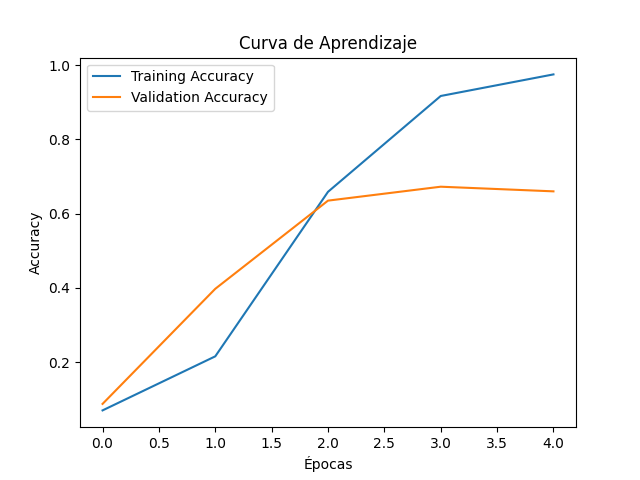 Curva de Aprendizaje
Training Accuracy
Validation Accuracy
1.0
0.8
0.6
0.4
0.2
Accuracy
0.0 0.5 1.0 1.5 2.0 2.5 3.0 3.5 4.0
Épocas